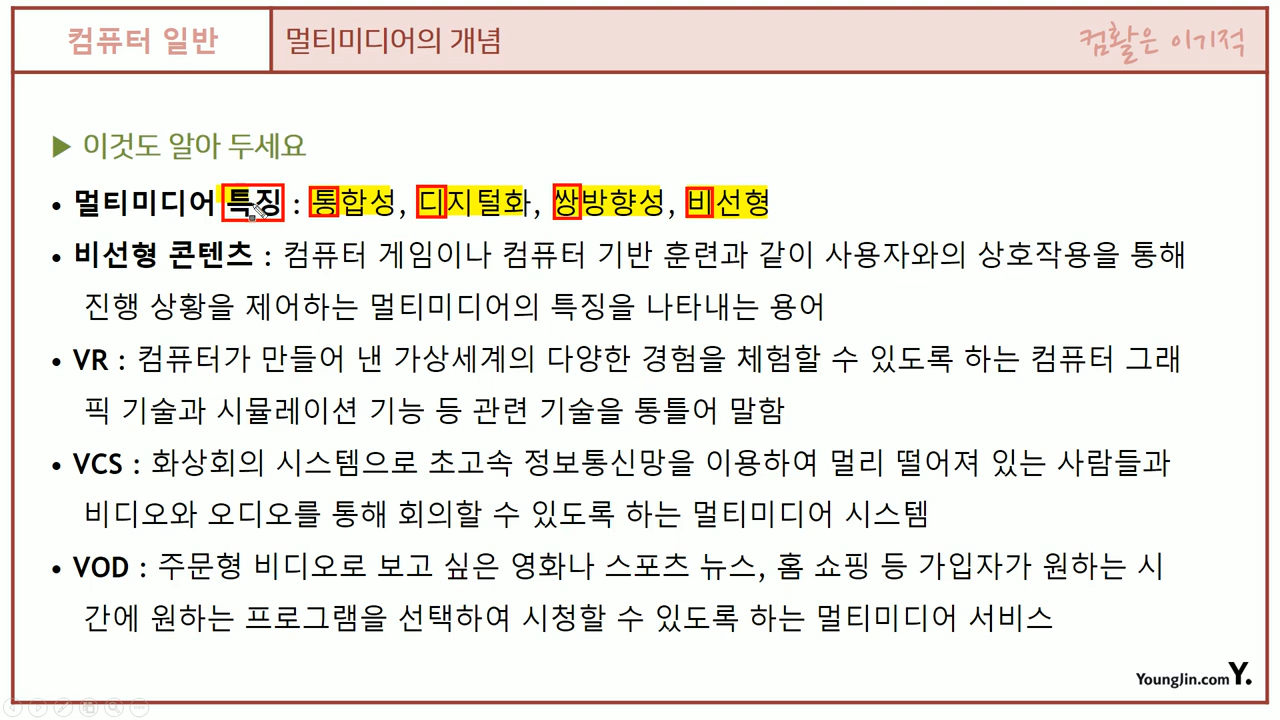 컴퓨터 일반
멀티미디어의 개념
컴활은 이기적
▶ 이것도 알아 두세요
• 멀티미디어 특징 : 통합성, 디지털화, 쌍방향성, 비선형
• 비선형 콘텐츠 : 컴퓨터 게임이나 컴퓨터 기반 훈련과 같이 사용자와의 상호작용을 통해
진행 상황을 제어하는 멀티미디어의 특징을 나타내는 용어
• VR : 컴퓨터가 만들어 낸 가상세계의 다양한 경험을 체험할 수 있도록 하는 컴퓨터 그래
픽 기술과 시뮬레이션 기능 등 관련 기술을 통틀어 말함
• VCS : 화상회의 시스템으로 초고속 정보통신망을 이용하여 멀리 떨어져 있는 사람들과
비디오와 오디오를 통해 회의할 수 있도록 하는 멀티미디어 시스템
• VOD : 주문형 비디오로 보고 싶은 영화나 스포츠 뉴스, 홈 쇼핑 등 가입자가 원하는 시
간에 원하는 프로그램을 선택하여 시청할 수 있도록 하는 멀티미디어 서비스
YoungJin.com Y.